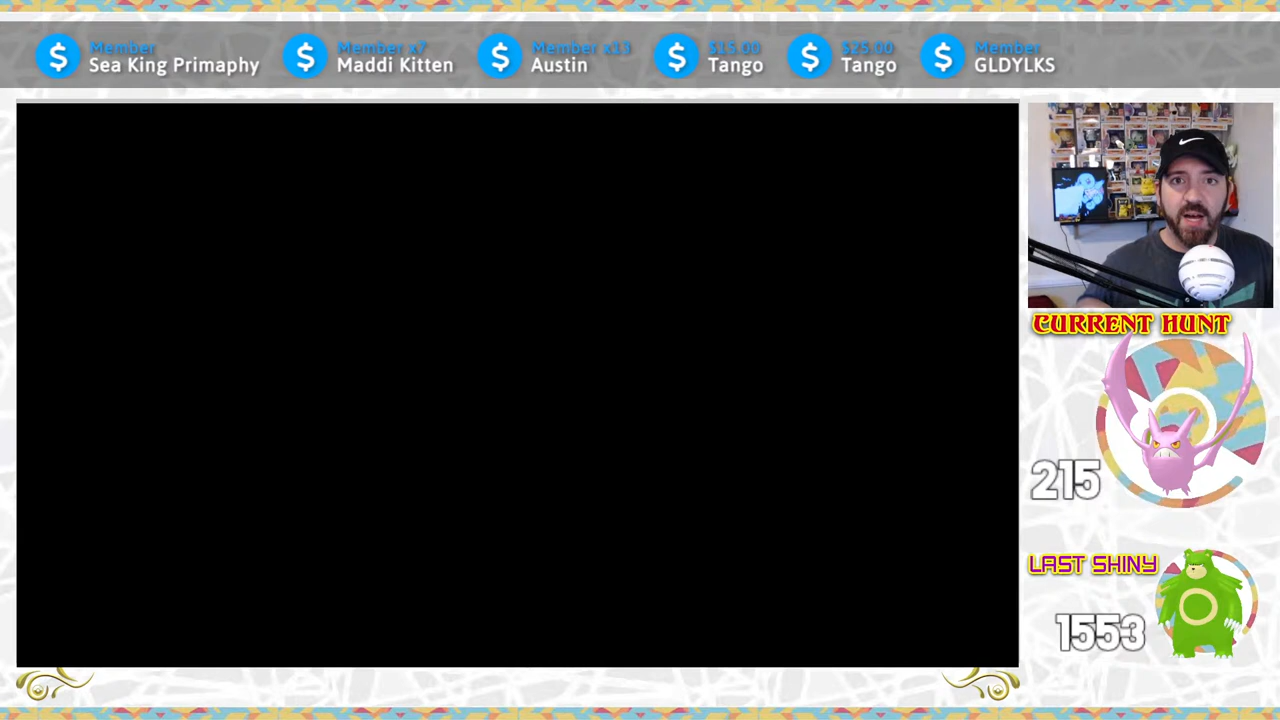 Member
Sea King Primaphy
Member x7
Maddi Kitten
Member x13
Austin
$15.00
Tango
$25.00
Tango
Member
GLDYLKS
CURRENT HUNT
215
LAST SHINY
1553